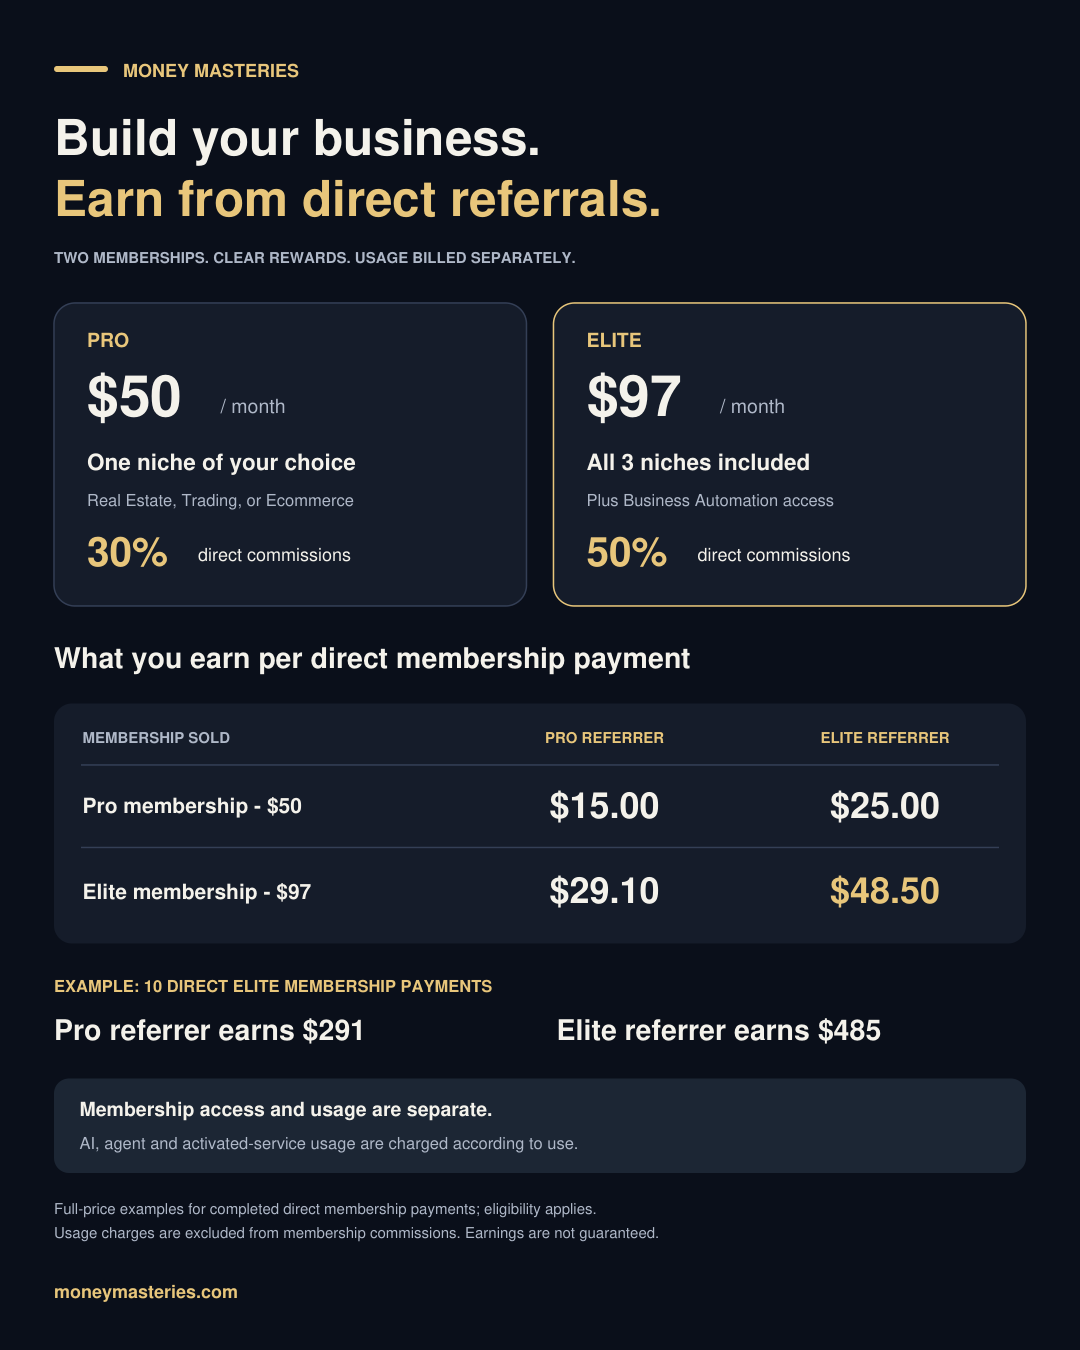 MONEY MASTERIES
Build your business.
Earn from direct referrals.
TWO MEMBERSHIPS. CLEAR REWARDS. USAGE BILLED SEPARATELY.
PRO
$50 / month
One niche of your choice
Real Estate, Trading, or Ecommerce
30% direct commissions
ELITE
$97 / month
All 3 niches included
Plus Business Automation access
50% direct commissions
What you earn per direct membership payment
MEMBERSHIP SOLD PRO REFERRER ELITE REFERRER
Pro membership - $50 $15.00 $25.00
Elite membership - $97 $29.10 $48.50
EXAMPLE: 10 DIRECT ELITE MEMBERSHIP PAYMENTS
Pro referrer earns $291 Elite referrer earns $485
Membership access and usage are separate.
AI, agent and activated-service usage are charged according to use.
Full-price examples for completed direct membership payments; eligibility applies.
Usage charges are excluded from membership commissions. Earnings are not guaranteed.
moneymasteries.com